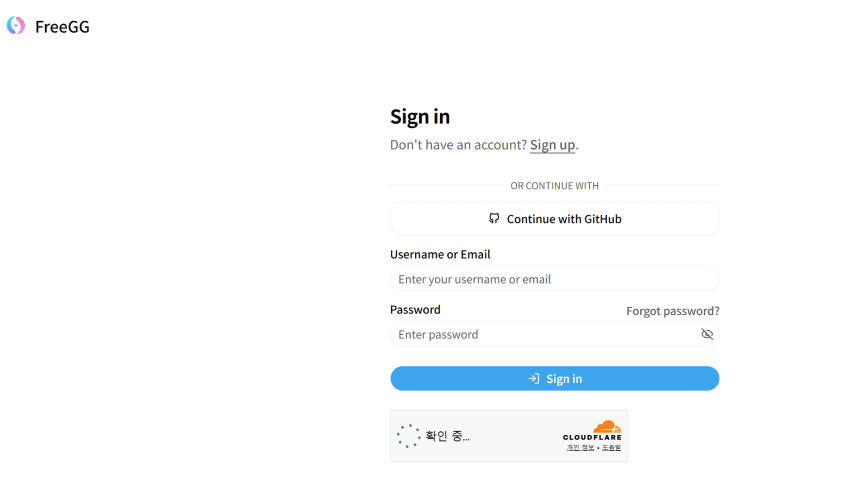 FreeGG
Sign in
Don't have an account? Sign up.
OR CONTINUE WITH
Continue with GitHub
Username or Email
Enter your username or email
Password
Forgot password?
Enter password
Sign in
확인 중...
CLOUDFLARE
개인 정보 • 도움말